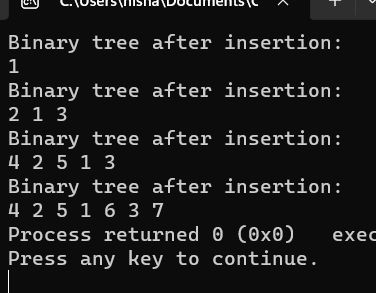 C:\Users\nisha\Documents\C
Binary tree after insertion:
1
Binary tree after insertion:
2 1 3
Binary tree after insertion:
4 2 5 1 3
Binary tree after insertion:
4 2 5 1 6 3 7
Process returned 0 (0x0)   exec
Press any key to continue.